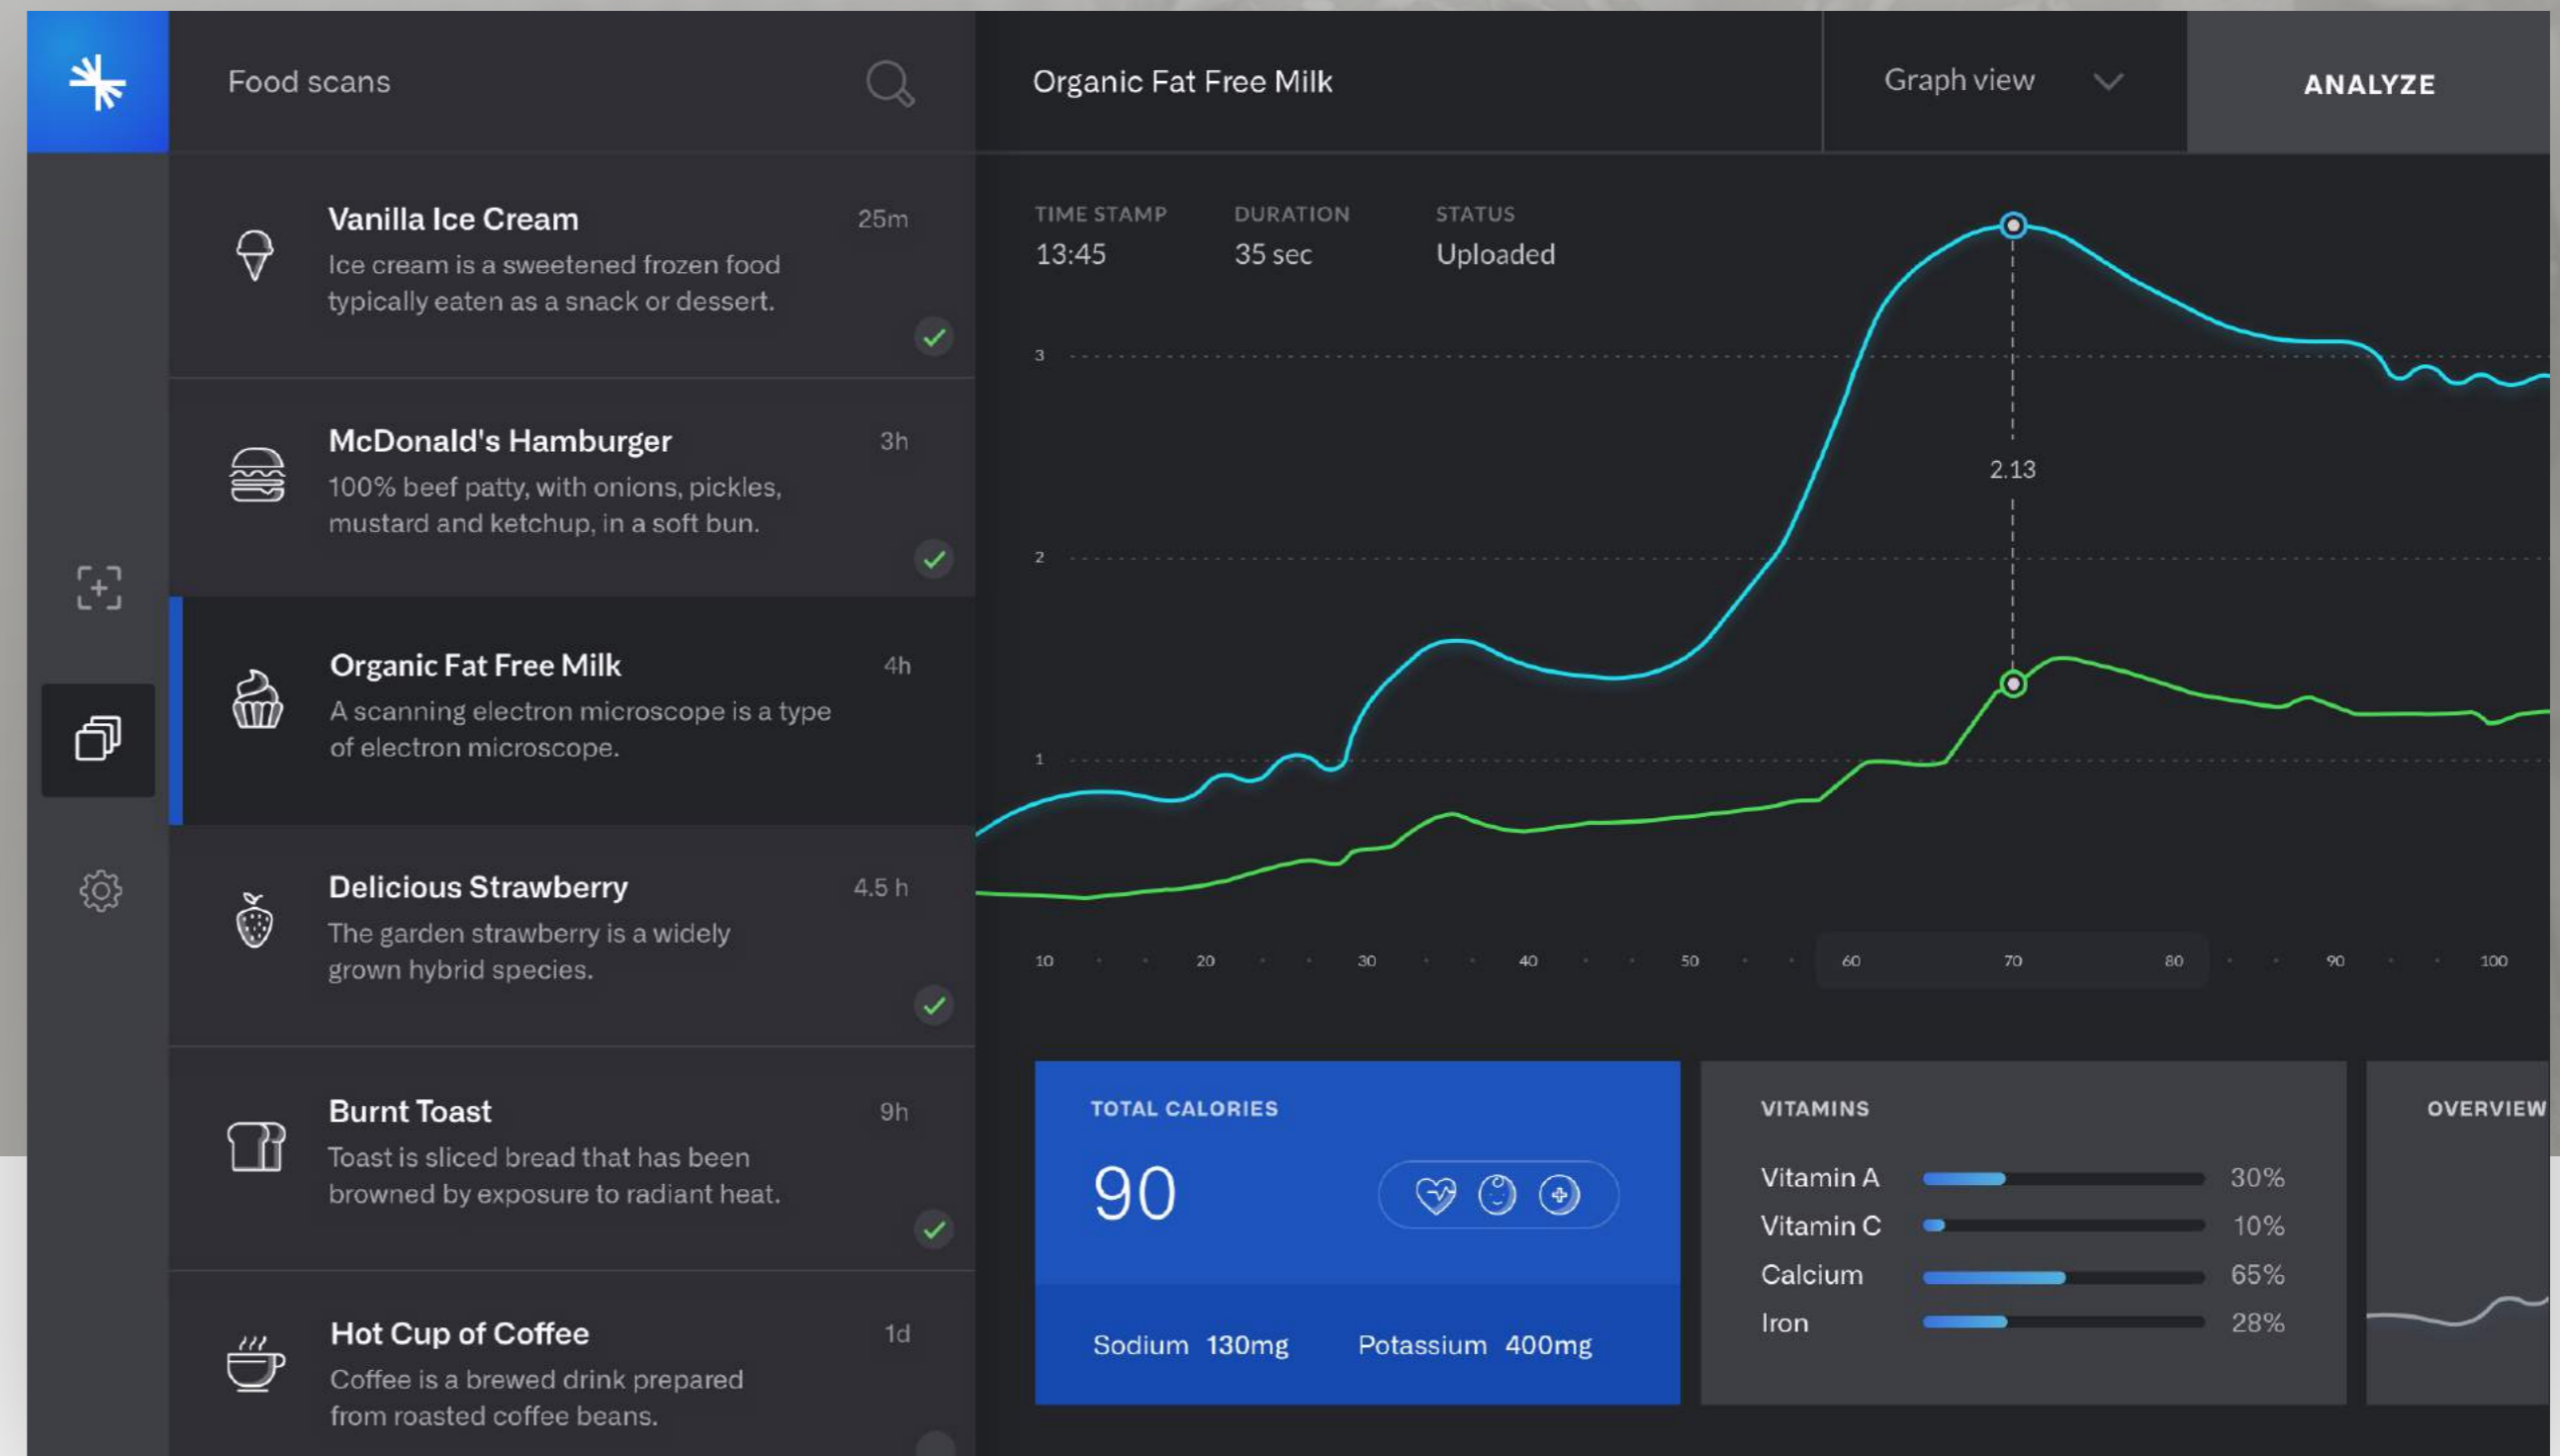 Food scans
Organic Fat Free Milk
Graph view
ANALYZE
Vanilla Ice Cream
25m
Ice cream is a sweetened frozen food
typically eaten as a snack or dessert.
McDonald's Hamburger
3h
100% beef patty, with onions, pickles,
mustard and ketchup, in a soft bun.
Organic Fat Free Milk
4h
A scanning electron microscope is a type
of electron microscope.
Delicious Strawberry
4.5 h
The garden strawberry is a widely
grown hybrid species.
Burnt Toast
9h
Toast is sliced bread that has been
browned by exposure to radiant heat.
Hot Cup of Coffee
1d
Coffee is a brewed drink prepared
from roasted coffee beans.
TIME STAMP DURATION STATUS
13:45 35 sec Uploaded
3
2.13
2
1
10 20 30 40 50 60 70 80 90 100
TOTAL CALORIES
90
Sodium 130mg Potassium 400mg
VITAMINS
Vitamin A 30%
Vitamin C 10%
Calcium 65%
Iron 28%
OVERVIEW